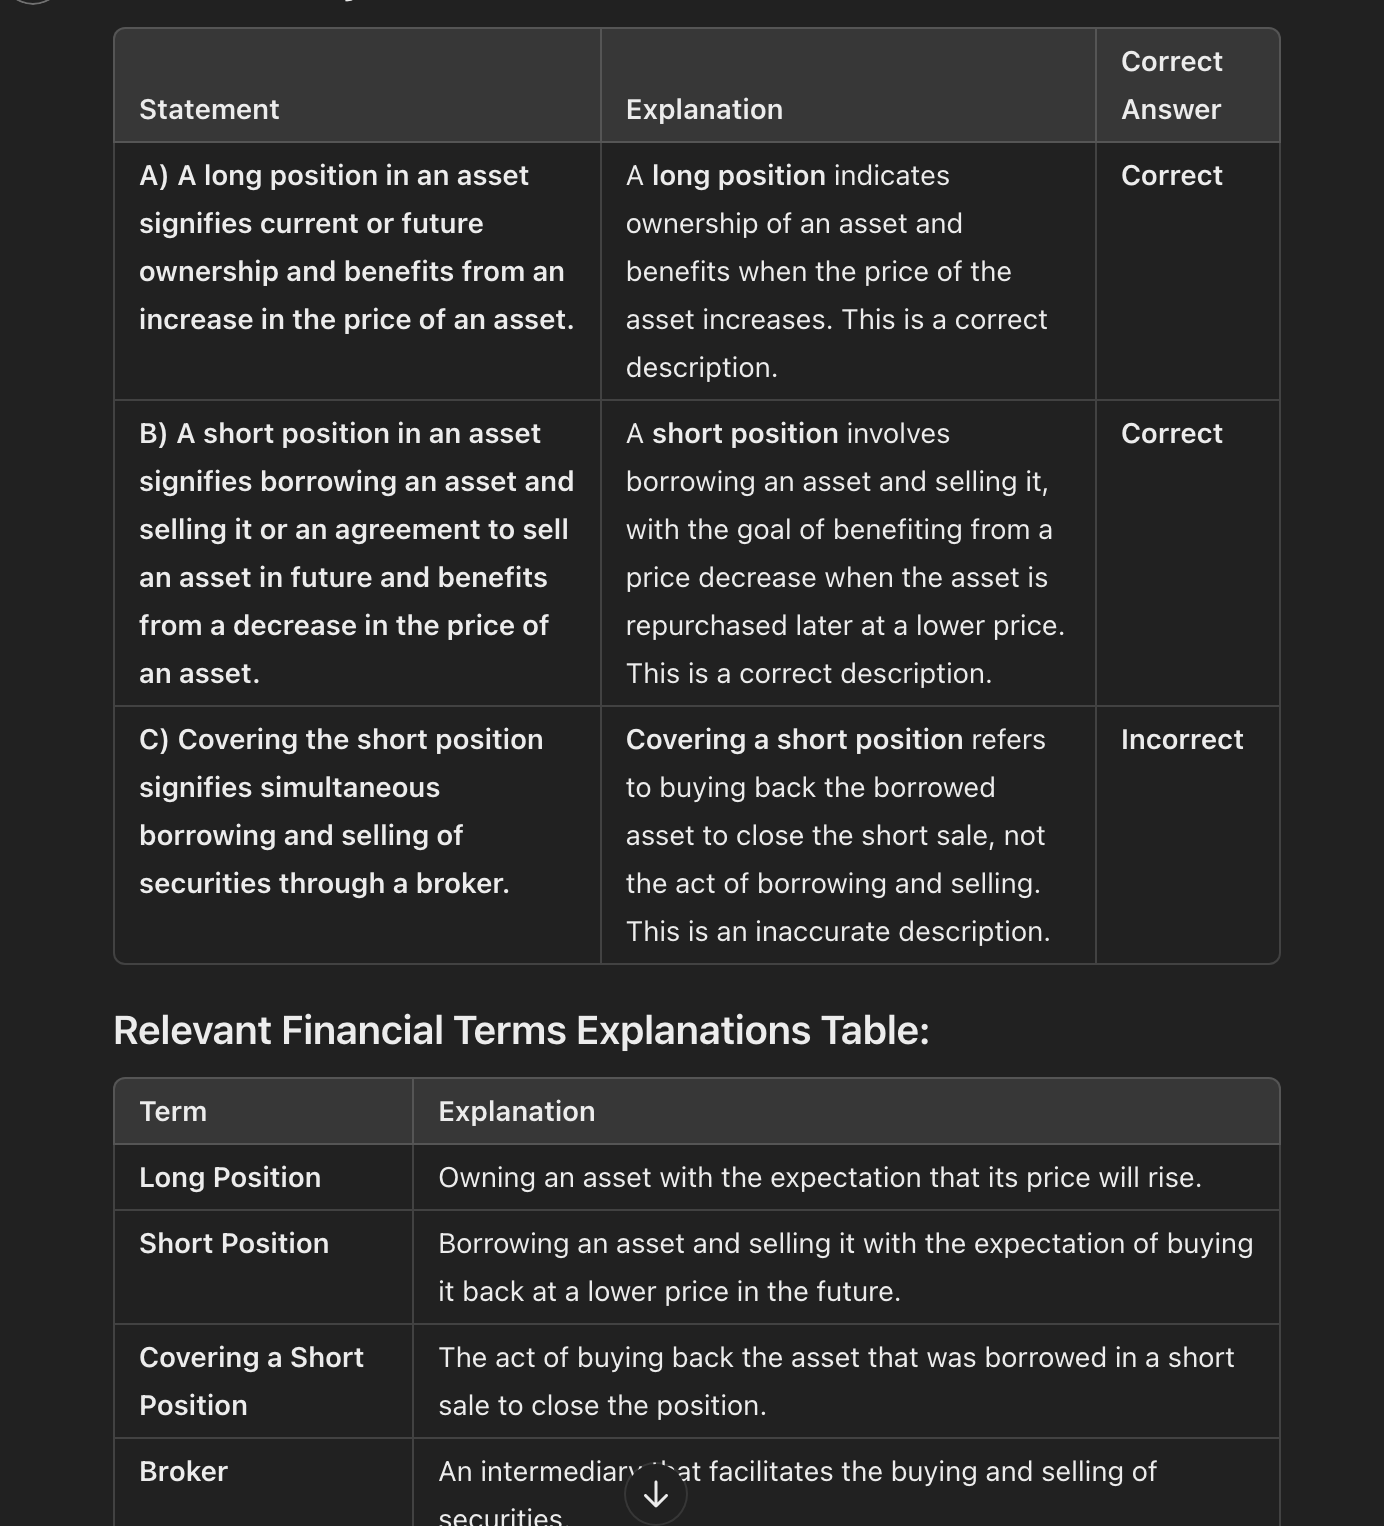 Statement
Explanation
Correct
Answer
A) A long position in an asset
signifies current or future
ownership and benefits from an
increase in the price of an asset.
A long position indicates
ownership of an asset and
benefits when the price of the
asset increases. This is a correct
description.
Correct
B) A short position in an asset
signifies borrowing an asset and
selling it or an agreement to sell
an asset in future and benefits
from a decrease in the price of
an asset.
A short position involves
borrowing an asset and selling it,
with the goal of benefiting from a
price decrease when the asset is
repurchased later at a lower price.
This is a correct description.
Correct
C) Covering the short position
signifies simultaneous
borrowing and selling of
securities through a broker.
Covering a short position refers
to buying back the borrowed
asset to close the short sale, not
the act of borrowing and selling.
This is an inaccurate description.
Incorrect
Relevant Financial Terms Explanations Table:
Term
Explanation
Long Position
Owning an asset with the expectation that its price will rise.
Short Position
Borrowing an asset and selling it with the expectation of buying
it back at a lower price in the future.
Covering a Short
Position
The act of buying back the asset that was borrowed in a short
sale to close the position.
Broker
An intermediary that facilitates the buying and selling of
securities.